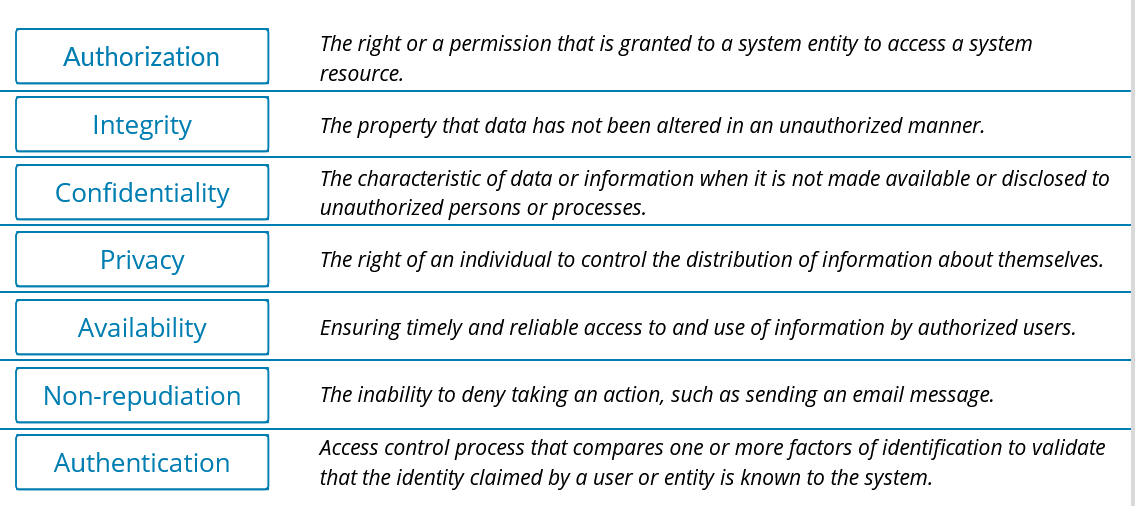 Authorization
The right or a permission that is granted to a system entity to access a system
resource.
Integrity
The property that data has not been altered in an unauthorized manner.
Confidentiality
The characteristic of data or information when it is not made available or disclosed to
unauthorized persons or processes.
Privacy
The right of an individual to control the distribution of information about themselves.
Availability
Ensuring timely and reliable access to and use of information by authorized users.
Non-repudiation
The inability to deny taking an action, such as sending an email message.
Authentication
Access control process that compares one or more factors of identification to validate
that the identity claimed by a user or entity is known to the system.